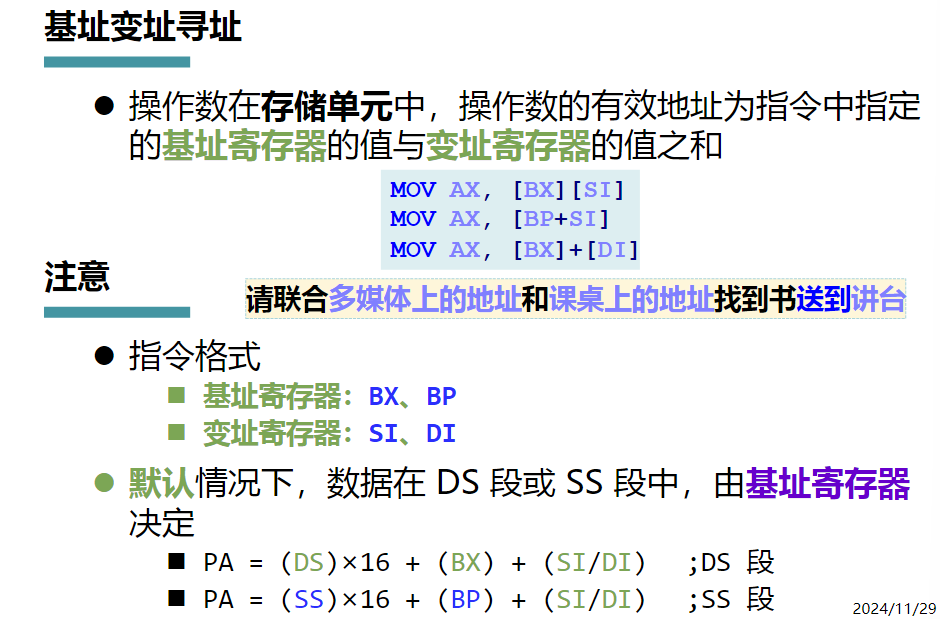 基址变址寻址
● 操作数在存储单元中，操作数的有效地址为指令中指定
的基址寄存器的值与变址寄存器的值之和
MOV AX, [BX][SI]
MOV AX, [BP+SI]
MOV AX, [BX]+[DI]
注意
请联合多媒体上的地址和课桌上的地址找到书送到讲台
● 指令格式
■ 基址寄存器：BX、BP
■ 变址寄存器：SI、DI
● 默认情况下，数据在 DS 段或 SS 段中，由基址寄存器
决定
■ PA = (DS)×16 + (BX) + (SI/DI) ;DS 段
■ PA = (SS)×16 + (BP) + (SI/DI) ;SS 段
2024/11/29